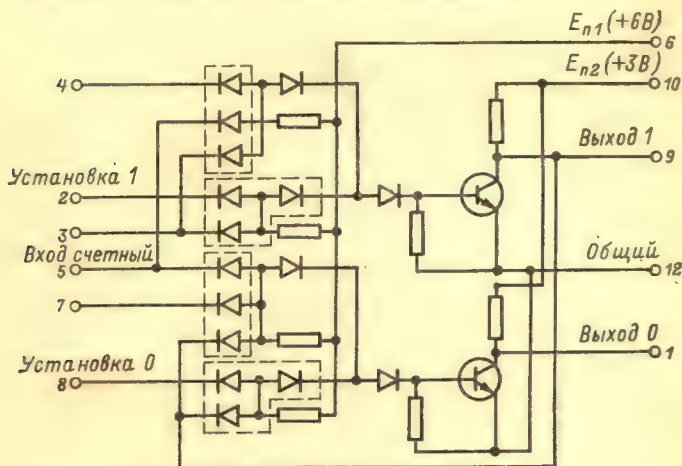 Eп1(+6В)
6
Eп2(+3В)
10
4
Выход 1
9
Установка 1
2
3
Вход счетный
5
Общий
12
7
Выход 0
1
Установка 0
8